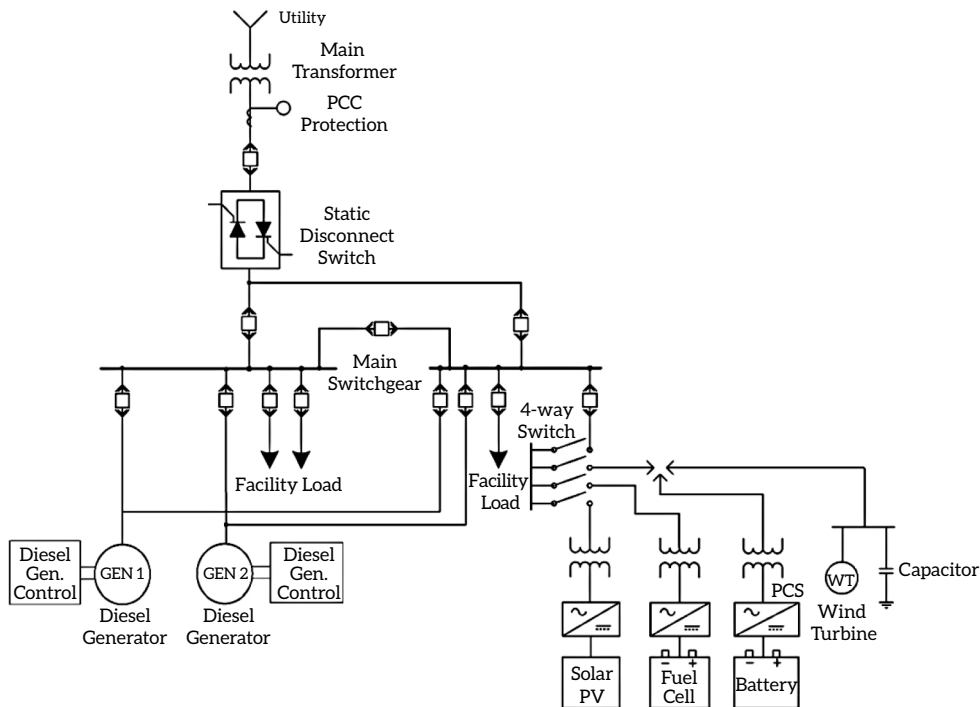 Utility
Main
Transformer
PCC
Protection
Static
Disconnect
Switch
Main
Switchgear
4-way
Switch
Facility Load
Facility
Load
Diesel
Gen.
Control
GEN 1
Diesel
Generator
GEN 2
Diesel
Gen.
Control
Diesel
Generator
PCS
WT
Wind
Turbine
Capacitor
Solar
PV
Fuel
Cell
Battery